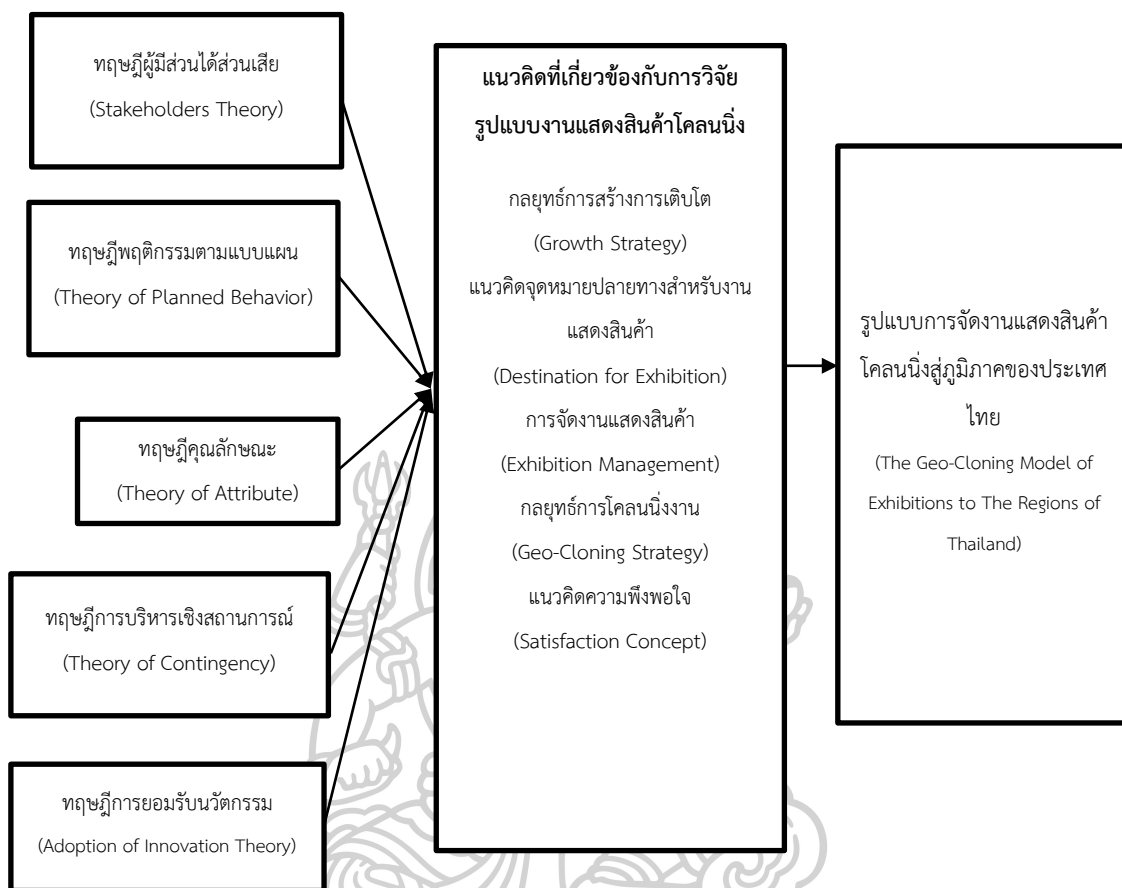 ทฤษฎีผู้มีส่วนได้ส่วนเสีย
(Stakeholders Theory)
ทฤษฎีพฤติกรรมตามแบบแผน
(Theory of Planned Behavior)
ทฤษฎีคุณลักษณะ
(Theory of Attribute)
ทฤษฎีการบริหารเชิงสถานการณ์
(Theory of Contingency)
ทฤษฎีการยอมรับนวัตกรรม
(Adoption of Innovation Theory)
แนวคิดที่เกี่ยวข้องกับการวิจัย
รูปแบบงานแสดงสินค้าโคลนนิ่ง
กลยุทธ์การสร้างการเติบโต
(Growth Strategy)
แนวคิดจุดหมายปลายทางสำหรับงาน
แสดงสินค้า
(Destination for Exhibition)
การจัดงานแสดงสินค้า
(Exhibition Management)
กลยุทธ์การโคลนนิ่งงาน
(Geo-Cloning Strategy)
แนวคิดความพึงพอใจ
(Satisfaction Concept)
รูปแบบการจัดงานแสดงสินค้า
โคลนนิ่งสู่ภูมิภาคของประเทศ
ไทย
(The Geo-Cloning Model of
Exhibitions to The Regions of
Thailand)